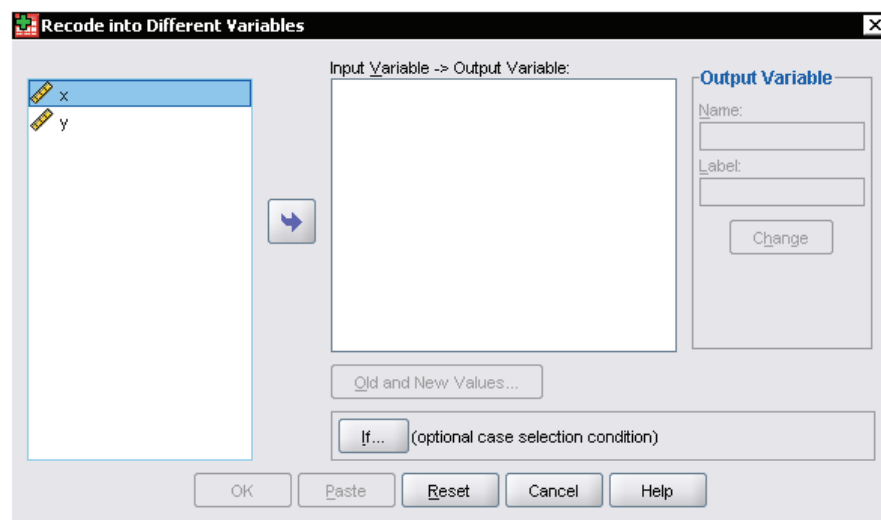 Recode into Different Variables
x
y
Input Variable -> Output Variable:
Output Variable
Name:
Label:
Change
Old and New Values...
If... (optional case selection condition)
OK Paste Reset Cancel Help